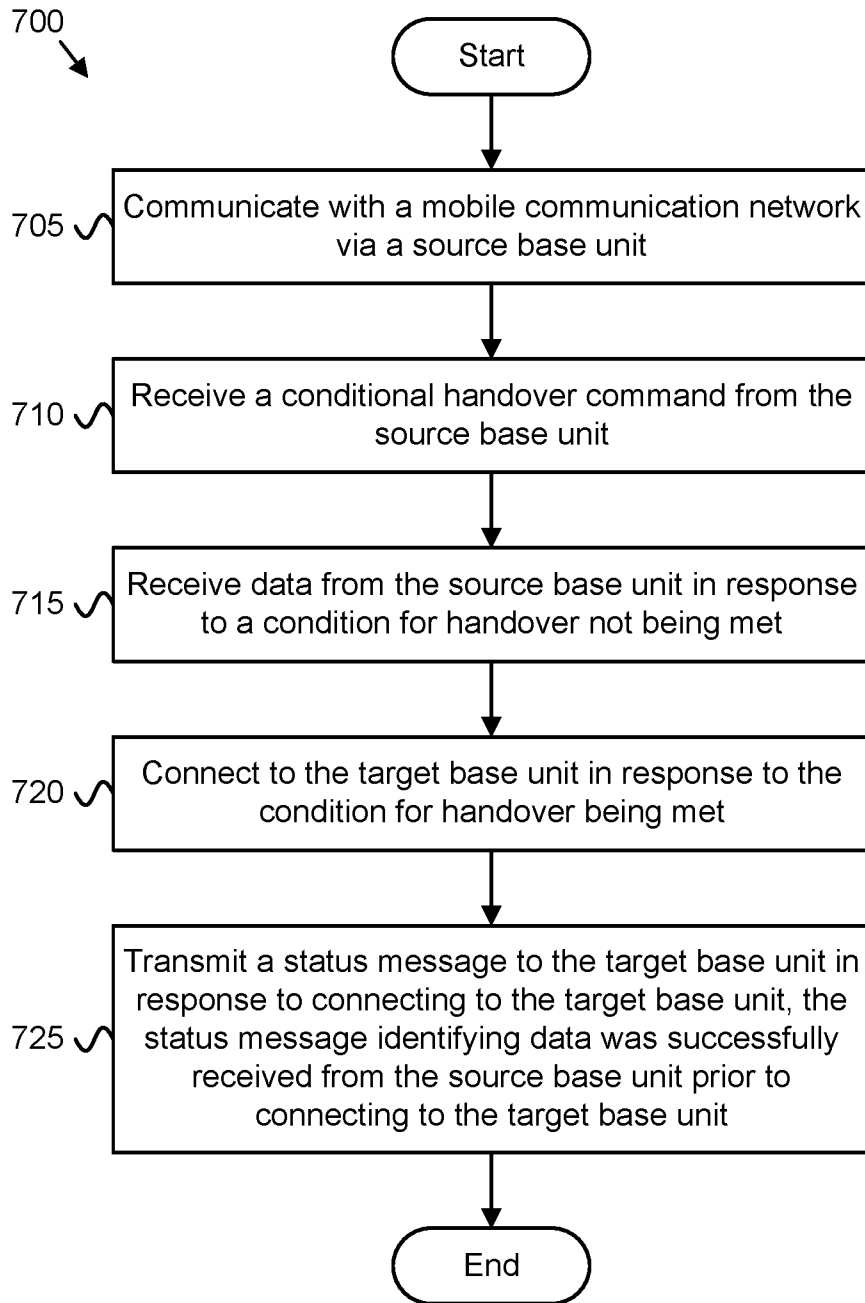 700
Start
705
Communicate with a mobile communication network
via a source base unit
710
Receive a conditional handover command from the
source base unit
715
Receive data from the source base unit in response
to a condition for handover not being met
720
Connect to the target base unit in response to the
condition for handover being met
725
Transmit a status message to the target base unit in
response to connecting to the target base unit, the
status message identifying data was successfully
received from the source base unit prior to
connecting to the target base unit
End